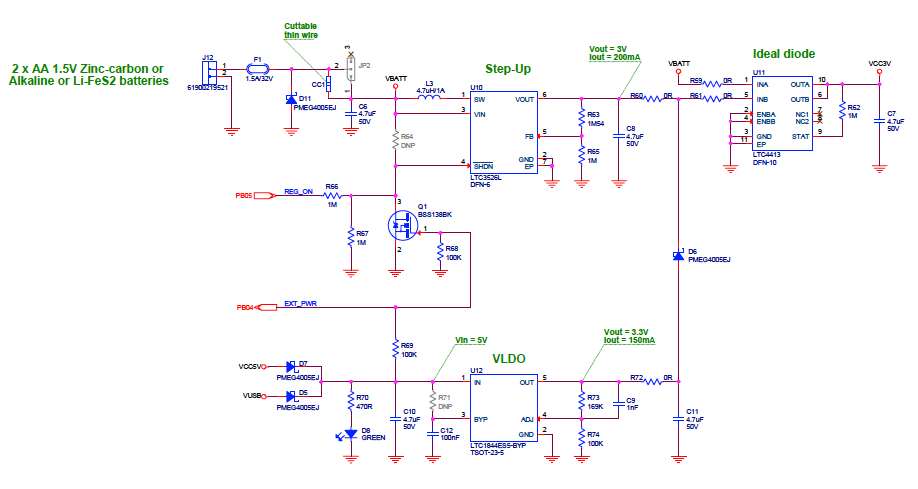 Cuttable
thin wire
2 x AA 1.5V Zinc-carbon or
Alkaline or Li-FeS2 batteries
J12
1
2
61900219521
F1
1.5A/32V
3
JP2
1
CC1
D11
PMEG4005EJ
C6
4.7uF
50V
VBATT
L3
4.7uH/1A
Step-Up
U10
1
SW
3
VIN
4
SHDN
VOUT
6
FB
5
GND
2
EP
7
LTC3526L
DFN-6
R64
DNP
Vout = 3V
Iout = 200mA
R63
1M54
R65
1M
C8
4.7uF
50V
R60
0R
VBATT
R59
0R
R61
0R
Ideal diode
U11
1
INA
5
INB
2
ENBA
4
ENBB
3
GND
11
EP
OUTA
10
OUTB
6
NC1
7
NC2
8
STAT
9
LTC4413
DFN-10
R62
1M
VCC3V
C7
4.7uF
50V
PB05
REG_ON
R66
1M
R67
1M
3
Q1
BSS138BK
1
2
R68
100K
D6
PMEG4005EJ
PB04
EXT_PWR
R69
100K
Vin = 5V
VLDO
Vout = 3.3V
Iout = 150mA
VCC5V
D7
PMEG4005EJ
VUSB
D5
PMEG4005EJ
R70
470R
D8
GREEN
C10
4.7uF
50V
R71
DNP
C12
100nF
U12
1
IN
3
BYP
OUT
5
ADJ
4
GND
2
LTC1844ES5-BYP
TSOT-23-5
R73
169K
R74
100K
C9
1nF
R72
0R
C11
4.7uF
50V